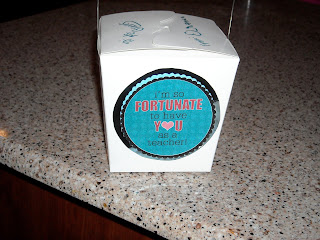 i'm so
FORTUNATE
to have
Y♥U
as a
teacher!